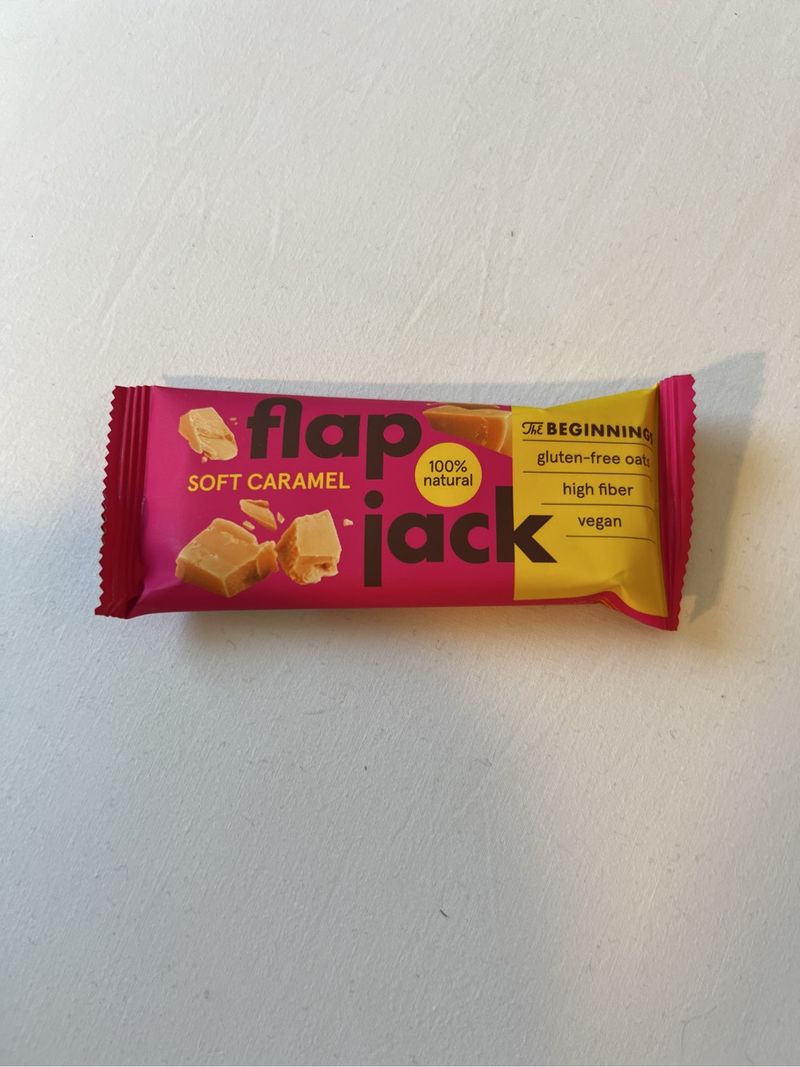 flap
jack
SOFT CARAMEL
100%
natural
The BEGINNINGS
gluten-free oats
high fiber
vegan